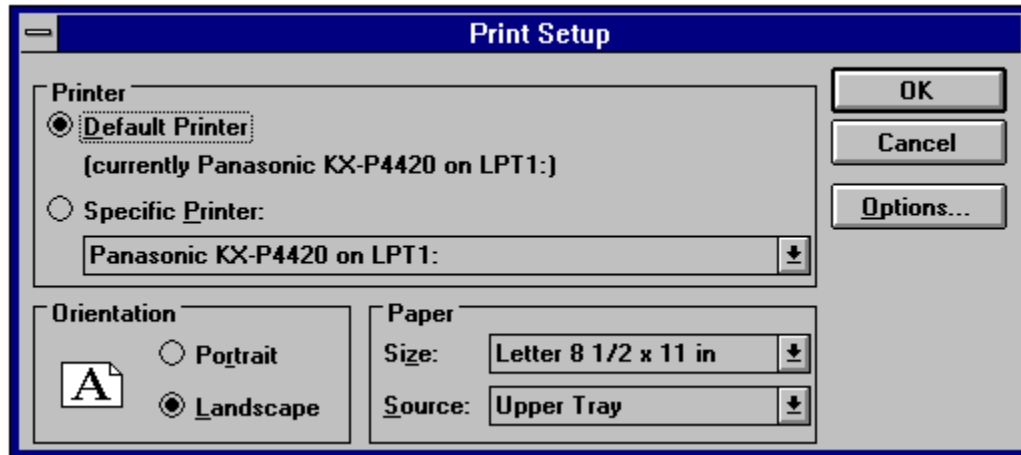 Print Setup
Printer
Default Printer
(currently Panasonic KX-P4420 on LPT1:)
Specific Printer:
Panasonic KX-P4420 on LPT1:
OK
Cancel
Options...
Orientation
A
Portrait
Landscape
Paper
Size: Letter 8 1/2 x 11 in
Source: Upper Tray